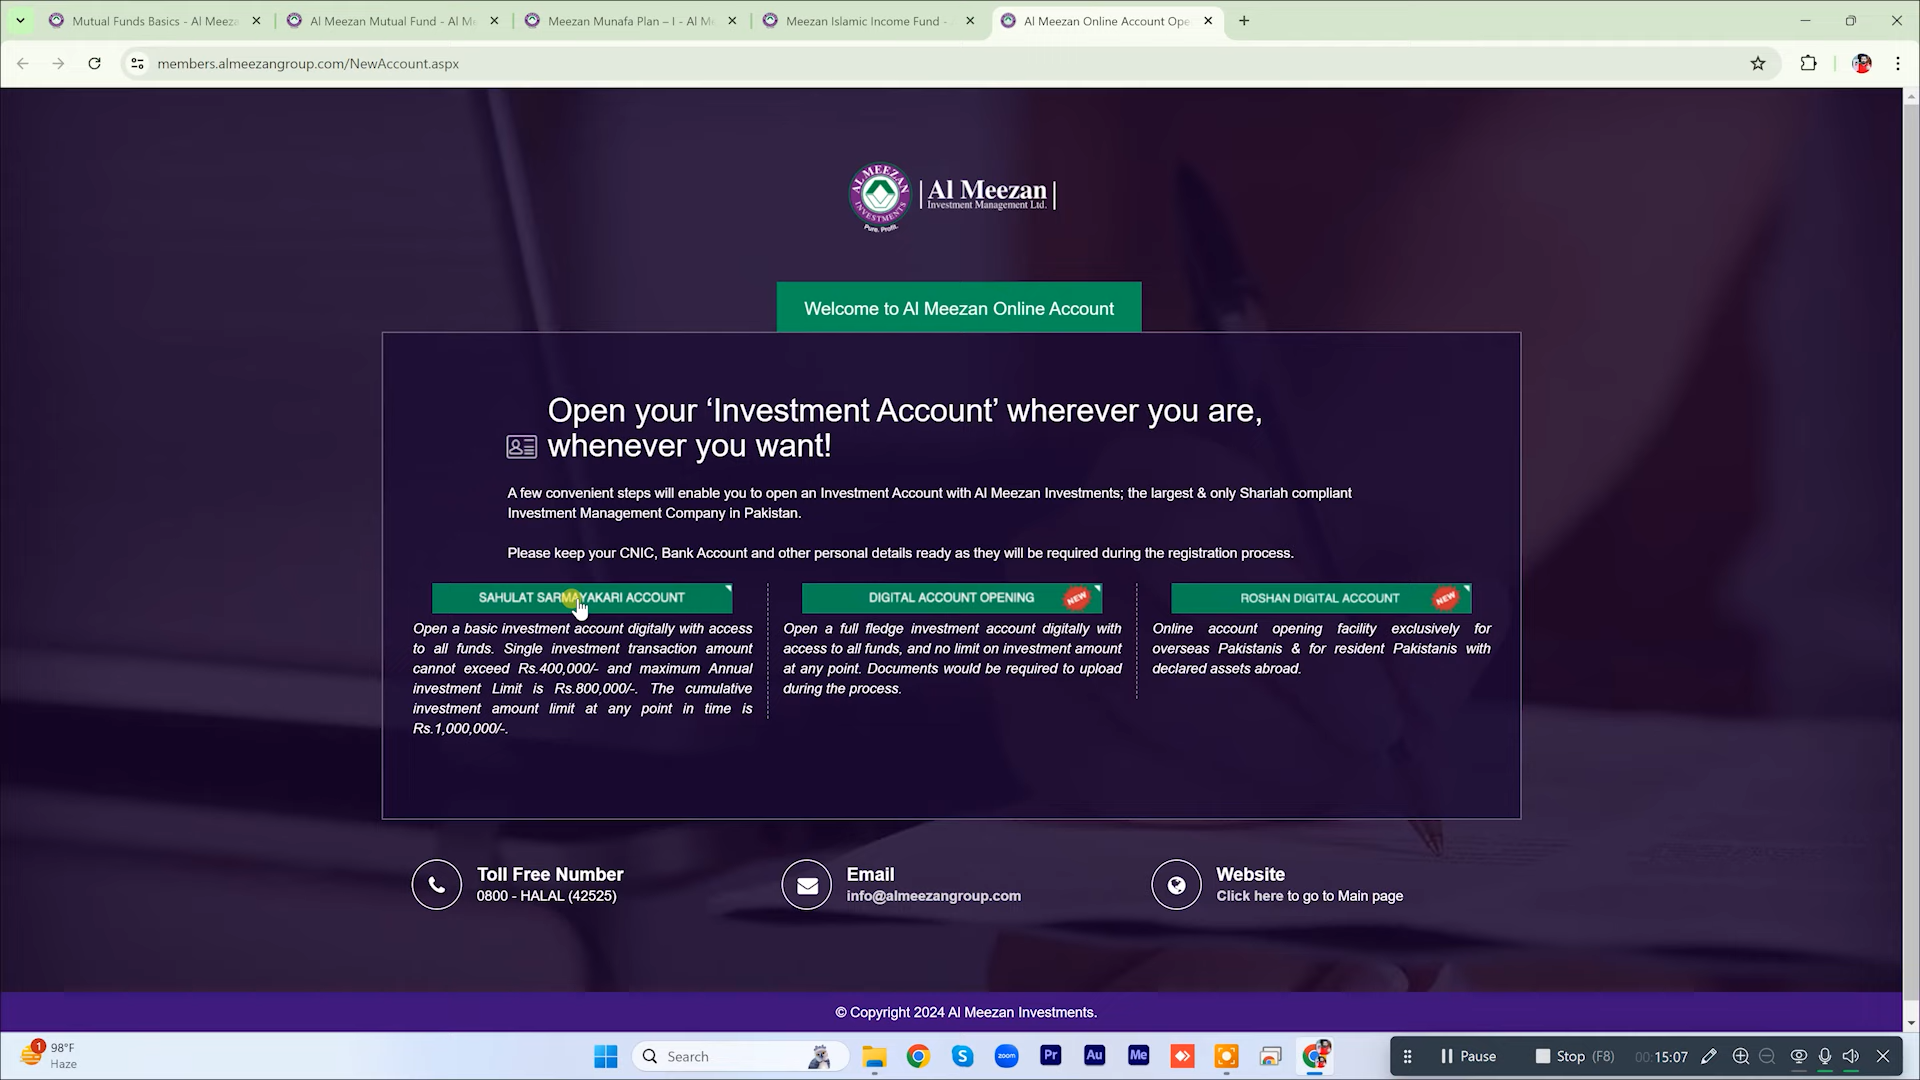 Mutual Funds Basics - Al Meeza
Al Meezan Mutual Fund - Al M
Meezan Munafa Plan – I - Al M
Meezan Islamic Income Fund -
Al Meezan Online Account Ope
members.almeezangroup.com/NewAccount.aspx
AL MEEZAN INVESTMENTS
Pure. Profit.
Al Meezan
Investment Management Ltd.
Welcome to Al Meezan Online Account
Open your ‘Investment Account’ wherever you are,
whenever you want!
A few convenient steps will enable you to open an Investment Account with Al Meezan Investments; the largest & only Shariah compliant
Investment Management Company in Pakistan.
Please keep your CNIC, Bank Account and other personal details ready as they will be required during the registration process.
SAHULAT SARMAYAKARI ACCOUNT
Open a basic investment account digitally with access
to all funds. Single investment transaction amount
cannot exceed Rs.400,000/- and maximum Annual
investment Limit is Rs.800,000/-. The cumulative
investment amount limit at any point in time is
Rs.1,000,000/-.
DIGITAL ACCOUNT OPENING NEW
Open a full fledge investment account digitally with
access to all funds, and no limit on investment amount
at any point. Documents would be required to upload
during the process.
ROSHAN DIGITAL ACCOUNT NEW
Online account opening facility exclusively for
overseas Pakistanis & for resident Pakistanis with
declared assets abroad.
Toll Free Number
0800 - HALAL (42525)
Email
info@almeezangroup.com
Website
Click here to go to Main page
© Copyright 2024 Al Meezan Investments.
1
98°F
Haze
Search
zoom
Pr
Au
Me
Pause
Stop (F8)
00:15:07